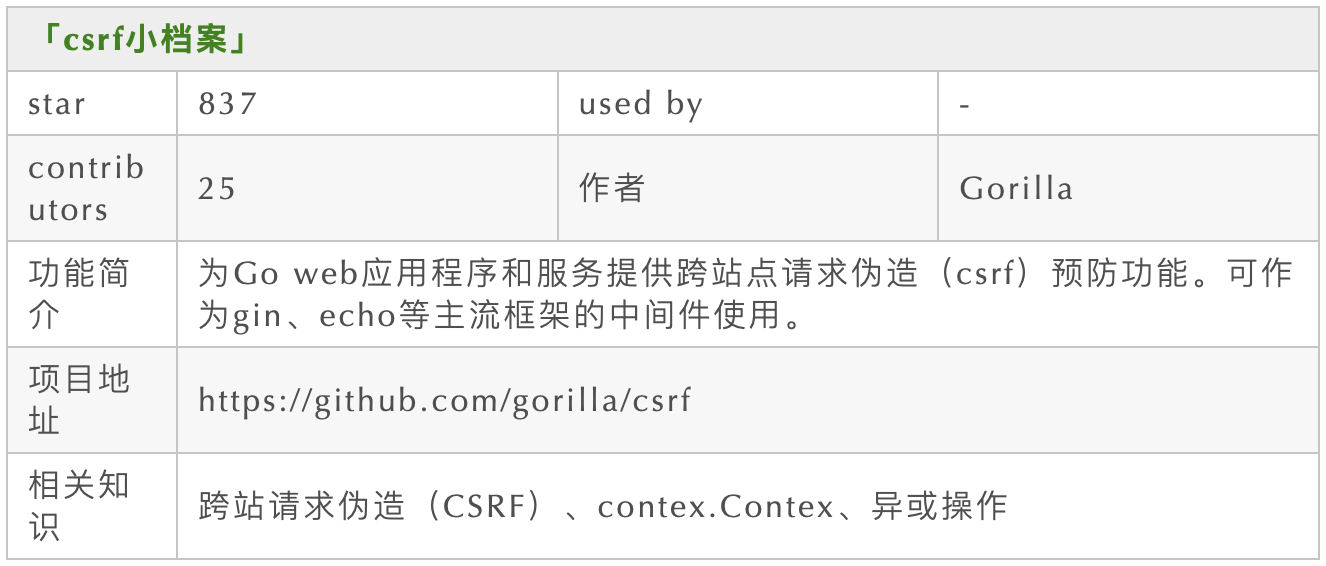 「csrf小档案」
star 837 used by -
contrib
utors 25 作者 Gorilla
功能简
介
为Go web应用程序和服务提供跨站点请求伪造（csrf）预防功能。可作
为gin、echo等主流框架的中间件使用。
项目地
址
https://github.com/gorilla/csrf
相关知
识
跨站请求伪造（CSRF）、contex.Contex、异或操作